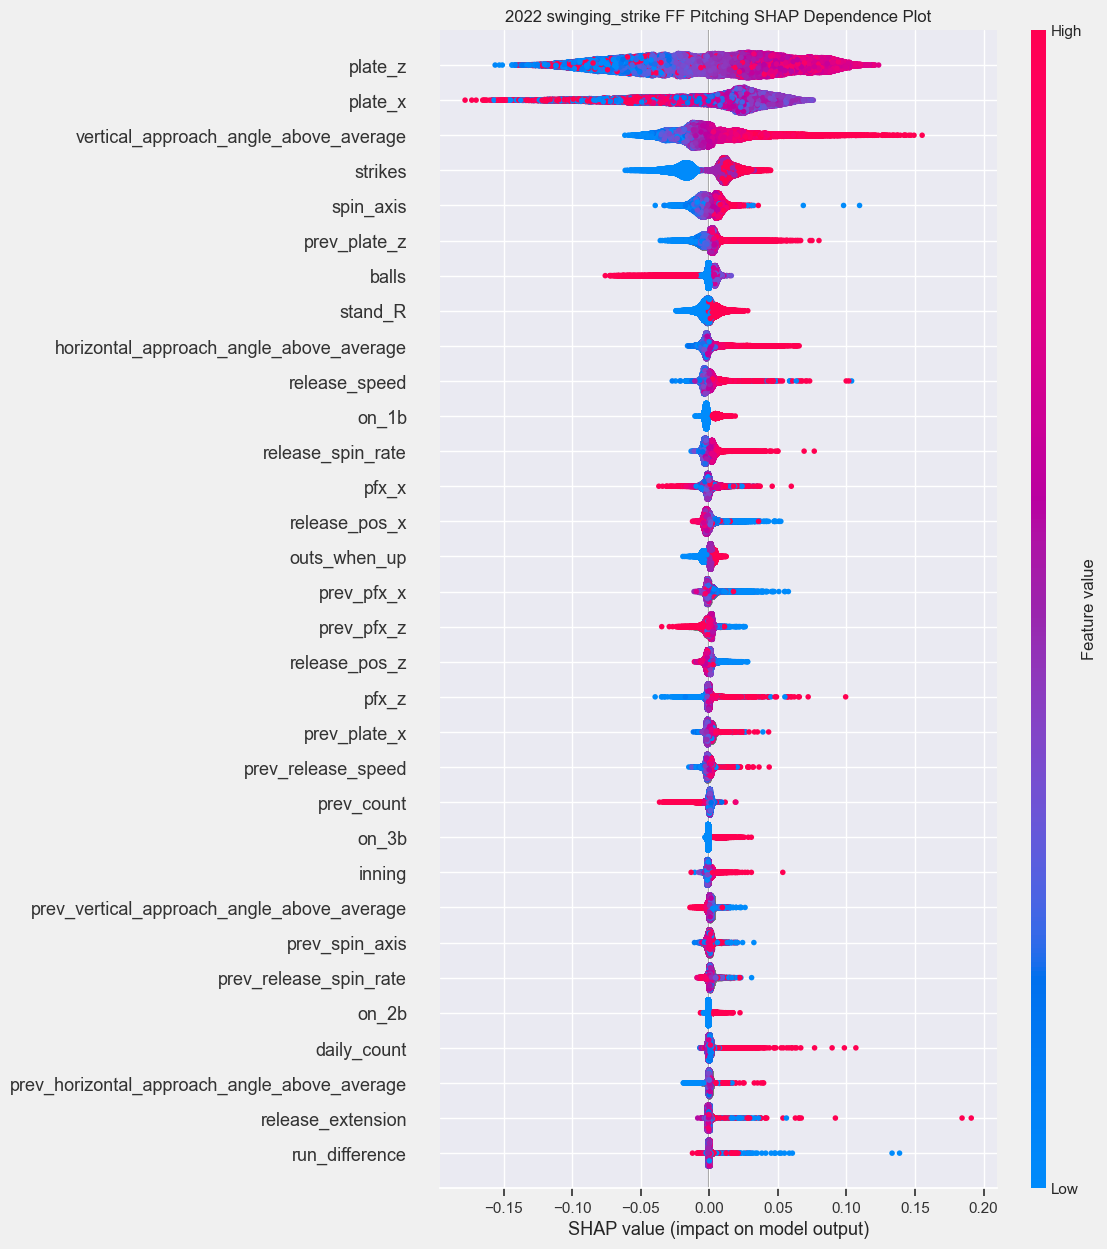 2022 swinging_strike FF Pitching SHAP Dependence Plot
High
plate_z
plate_x
vertical_approach_angle_above_average
strikes
spin_axis
prev_plate_z
balls
stand_R
horizontal_approach_angle_above_average
release_speed
on_1b
release_spin_rate
pfx_x
release_pos_x
outs_when_up
prev_pfx_x
prev_pfx_z
release_pos_z
pfx_z
prev_plate_x
prev_release_speed
prev_count
on_3b
inning
prev_vertical_approach_angle_above_average
prev_spin_axis
prev_release_spin_rate
on_2b
daily_count
prev_horizontal_approach_angle_above_average
release_extension
run_difference
Feature value
Low
−0.15 −0.10 −0.05 0.00 0.05 0.10 0.15 0.20
SHAP value (impact on model output)